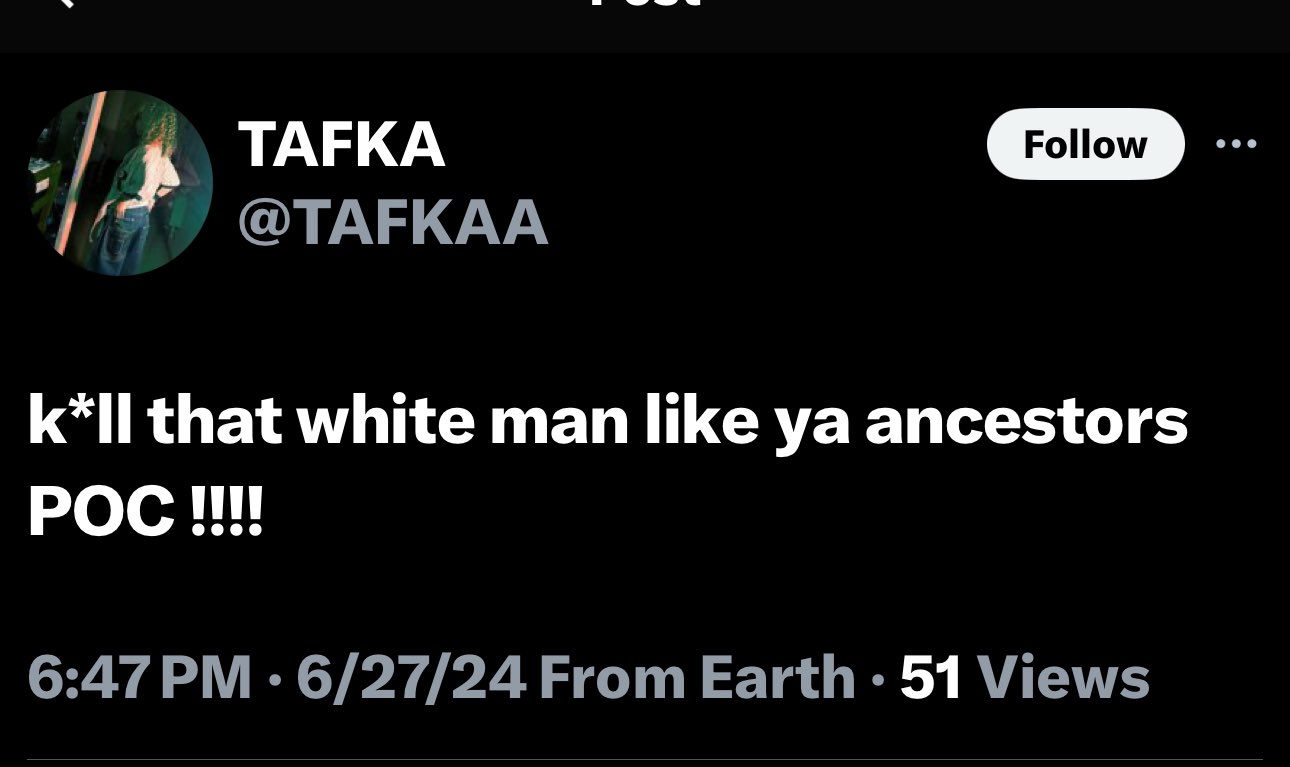 TAFKA
Follow
@TAFKAA
k*ll that white man like ya ancestors
POC !!!!
6:47 PM · 6/27/24 From Earth · 51 Views